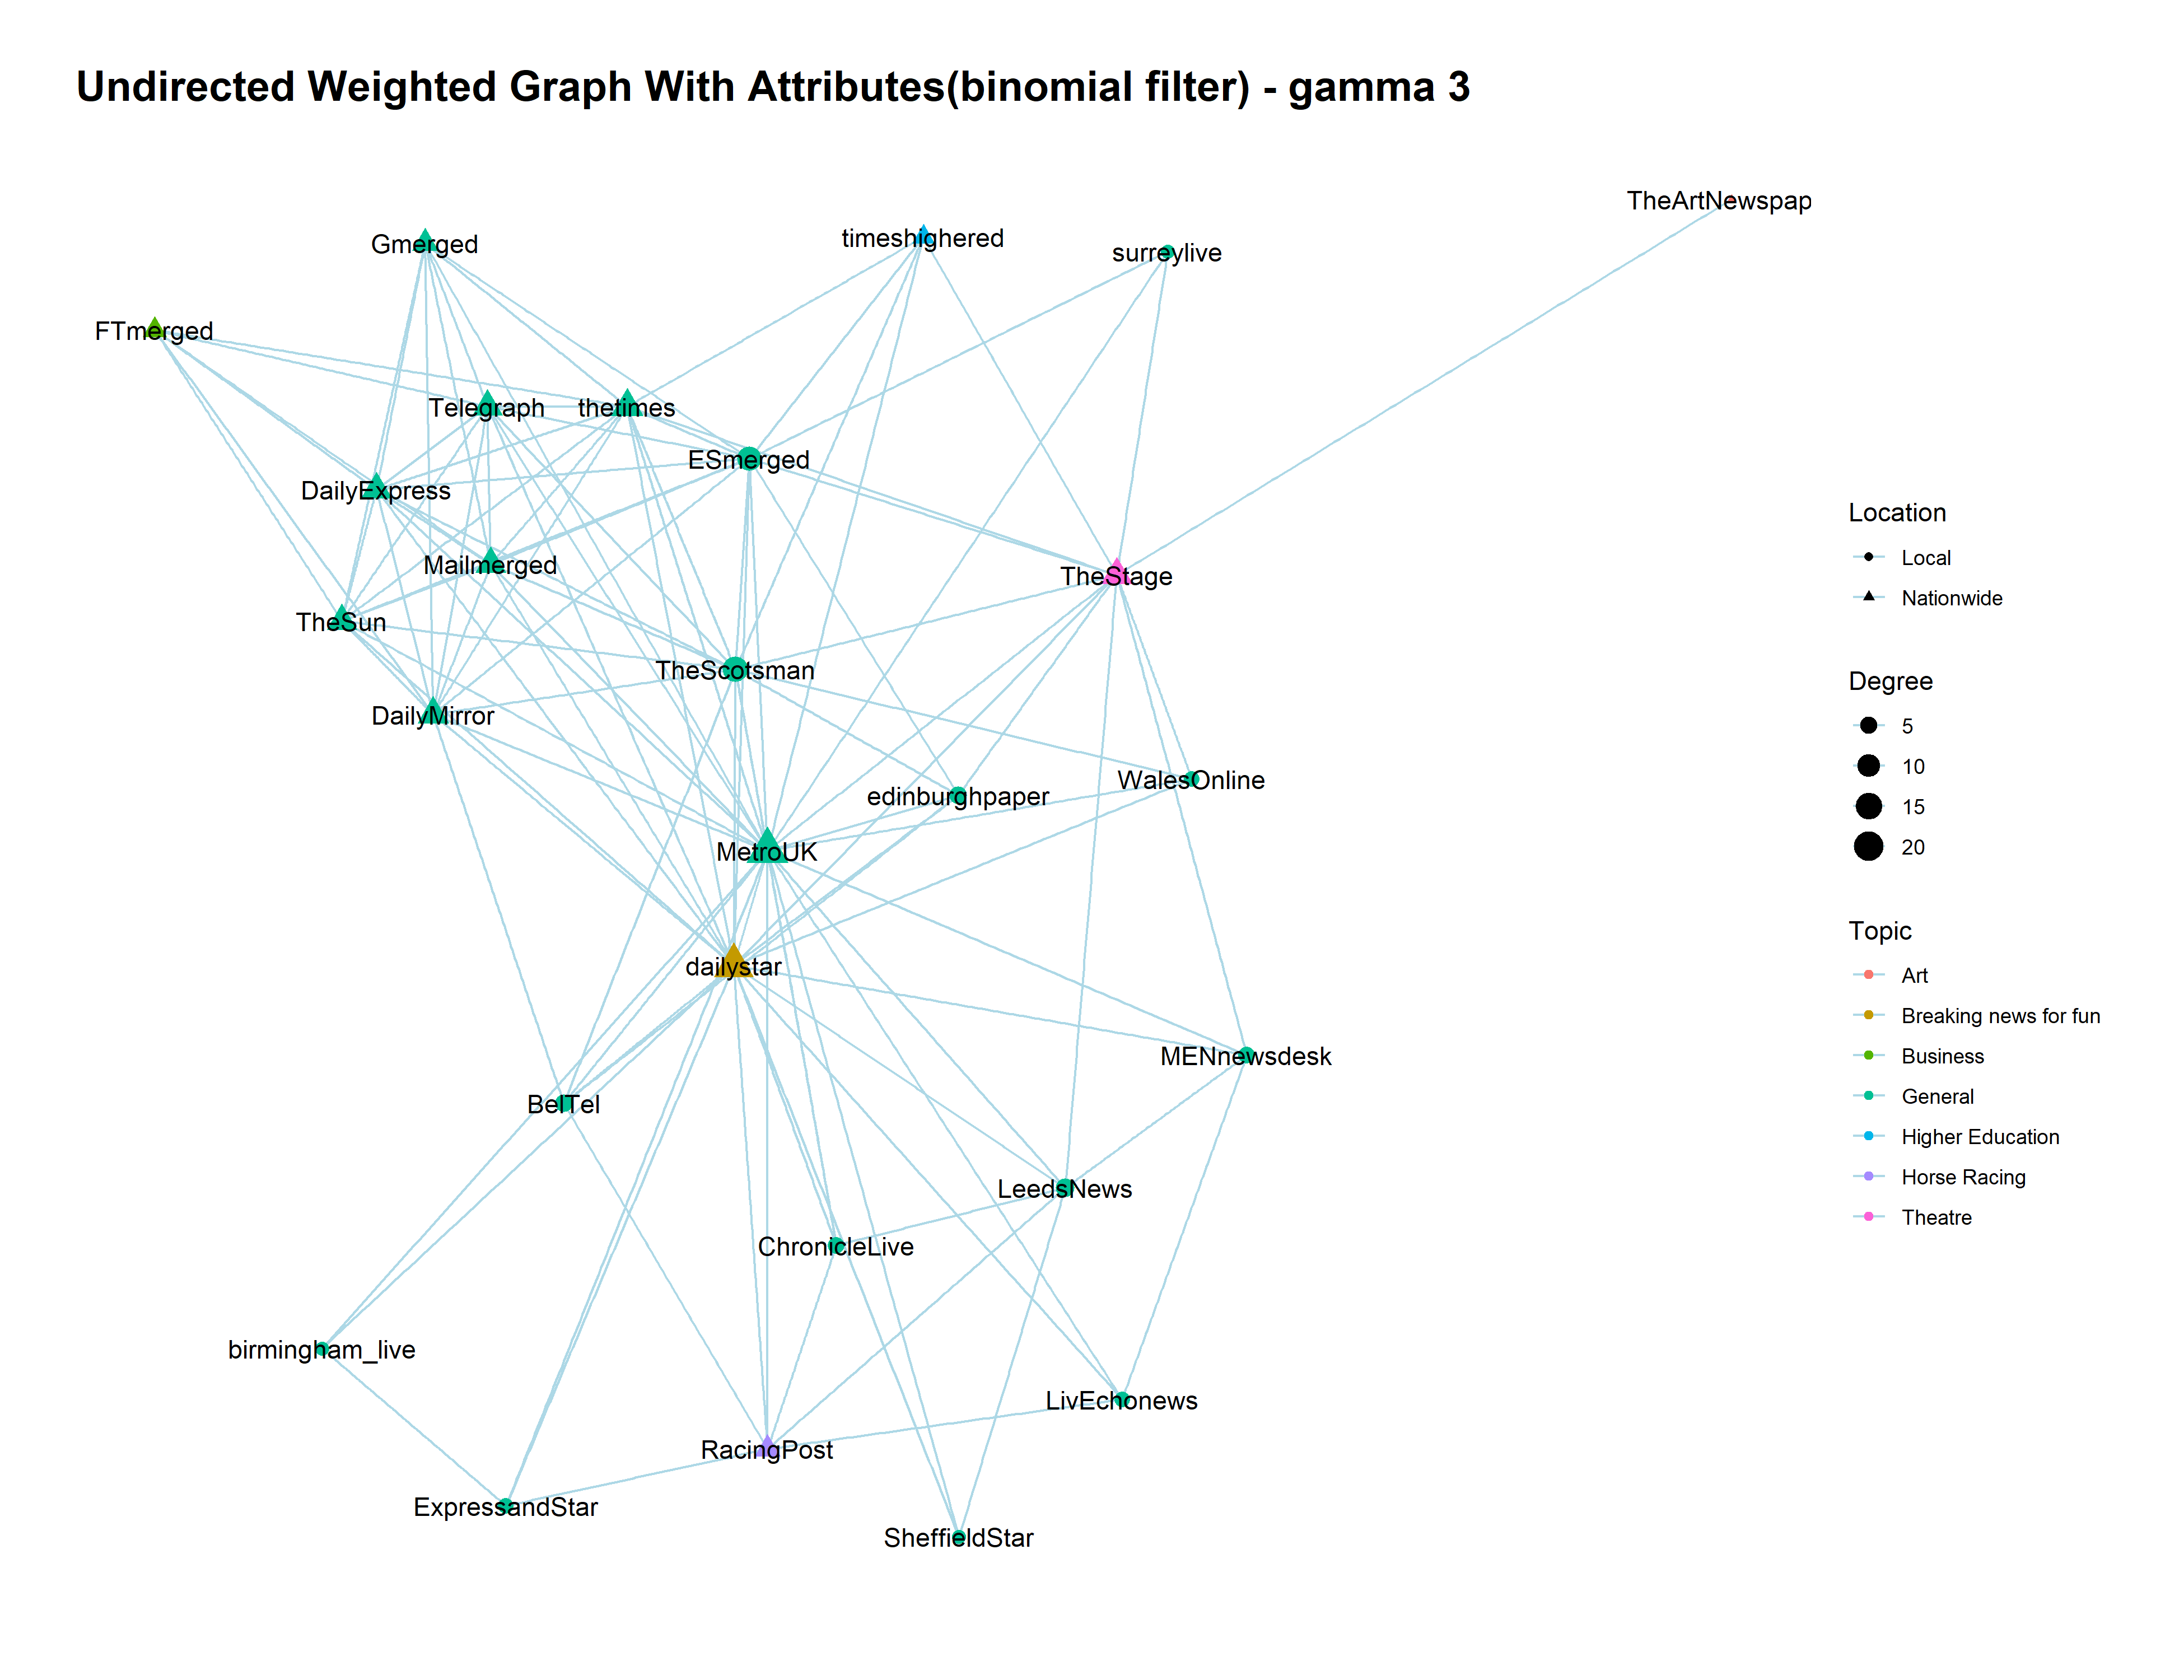 Undirected Weighted Graph With Attributes(binomial filter) - gamma 3
TheArtNewspap
Gmerged
timeshighered
surreylive
FTmerged
Telegraph
thetimes
ESmerged
DailyExpress
Mailmerged
TheStage
TheSun
TheScotsman
DailyMirror
WalesOnline
edinburghpaper
MetroUK
dailystar
MENnewsdesk
BelTel
LeedsNews
ChronicleLive
birmingham_live
LivEchonews
RacingPost
ExpressandStar
SheffieldStar
Location
Local
Nationwide
Degree
5
10
15
20
Topic
Art
Breaking news for fun
Business
General
Higher Education
Horse Racing
Theatre